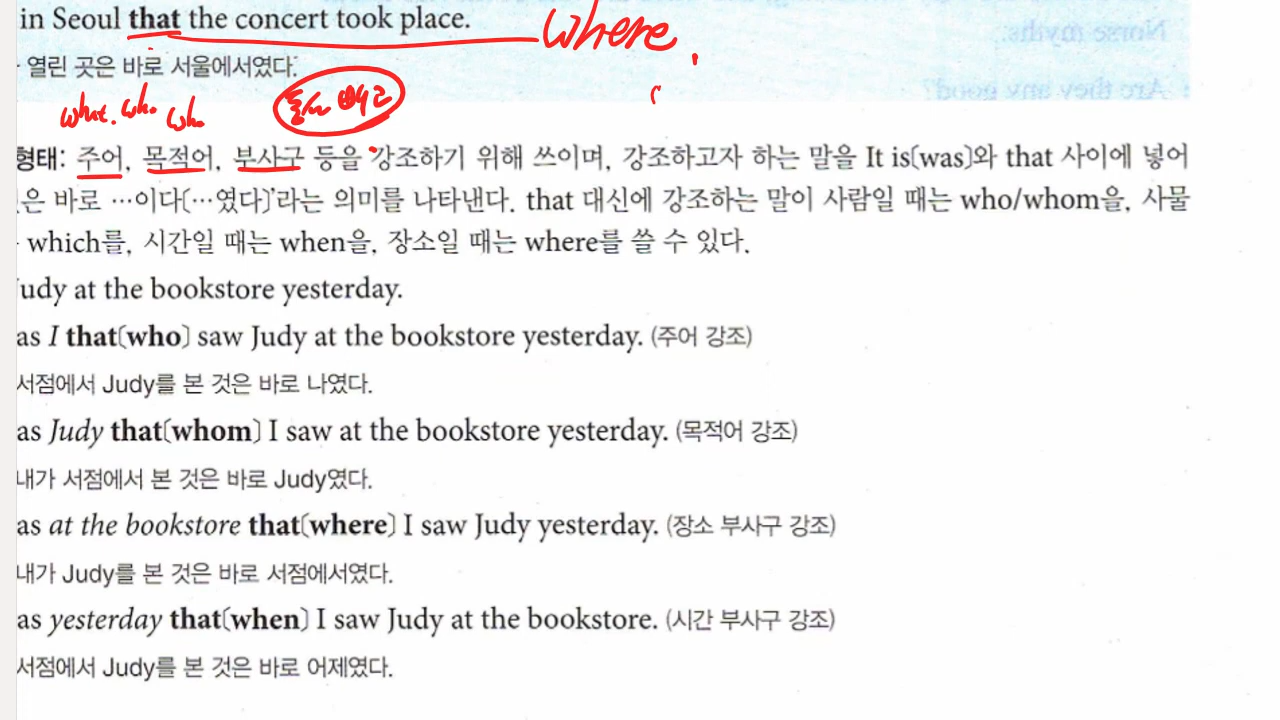 in Seoul that the concert took place.
where.
열린 곳은 바로 서울에서였다.
what. who who
형태: 주어, 목적어, 부사구 등을 강조하기 위해 쓰이며, 강조하고자 하는 말을 It is(was)와 that 사이에 넣어
은 바로 …이다(…였다)'라는 의미를 나타낸다. that 대신에 강조하는 말이 사람일 때는 who/whom을, 사물
which를, 시간일 때는 when을, 장소일 때는 where를 쓸 수 있다.
udy at the bookstore yesterday.
as I that(who) saw Judy at the bookstore yesterday. (주어 강조)
서점에서 Judy를 본 것은 바로 나였다.
as Judy that(whom) I saw at the bookstore yesterday. (목적어 강조)
내가 서점에서 본 것은 바로 Judy였다.
as at the bookstore that(where) I saw Judy yesterday. (장소 부사구 강조)
내가 Judy를 본 것은 바로 서점에서였다.
as yesterday that(when) I saw Judy at the bookstore. (시간 부사구 강조)
서점에서 Judy를 본 것은 바로 어제였다.